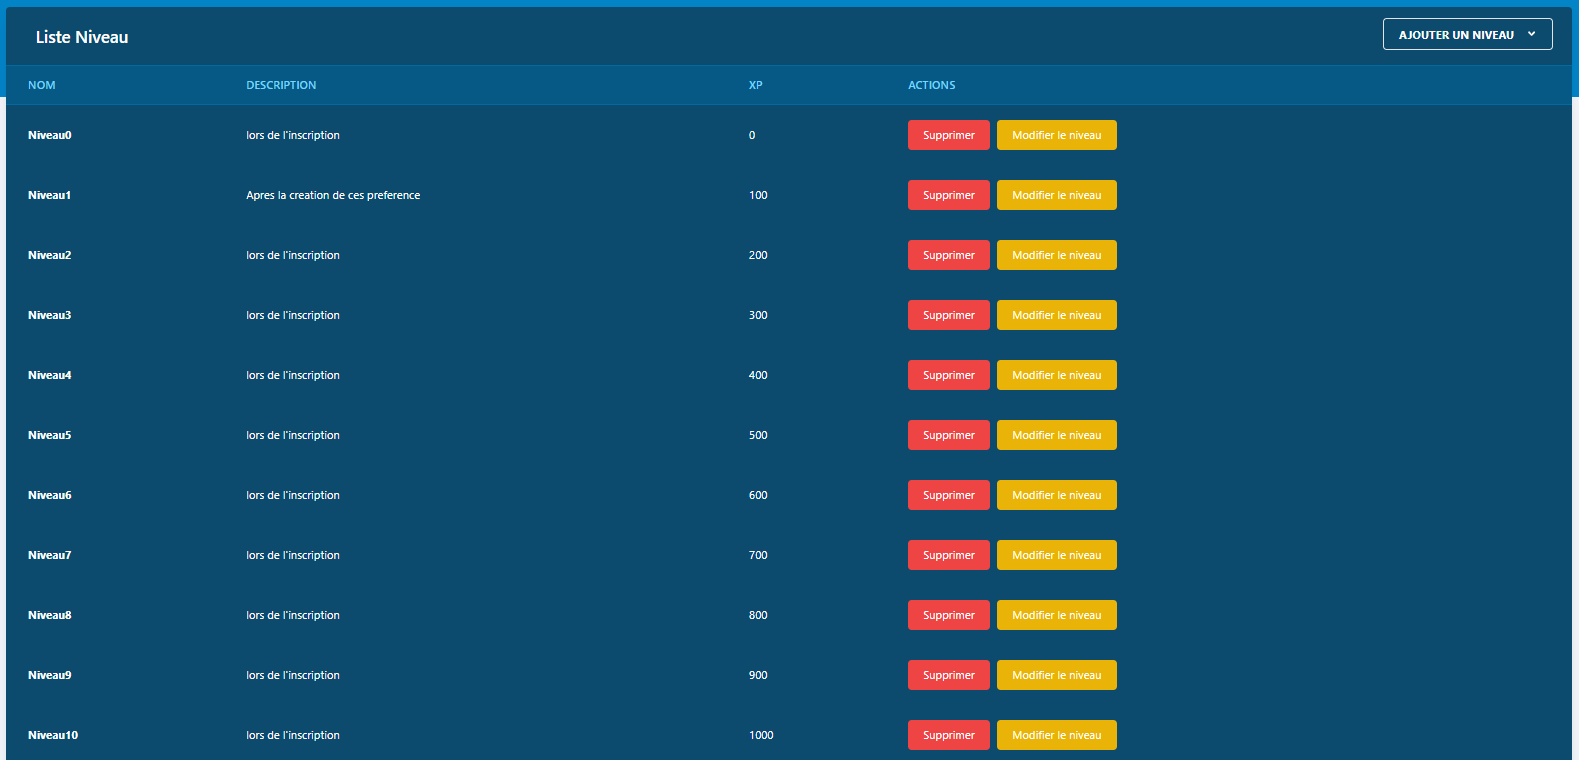 Liste Niveau
AJOUTER UN NIVEAU
NOM DESCRIPTION XP ACTIONS
Niveau0 lors de l'inscription 0 Supprimer Modifier le niveau
Niveau1 Apres la creation de ces preference 100 Supprimer Modifier le niveau
Niveau2 lors de l'inscription 200 Supprimer Modifier le niveau
Niveau3 lors de l'inscription 300 Supprimer Modifier le niveau
Niveau4 lors de l'inscription 400 Supprimer Modifier le niveau
Niveau5 lors de l'inscription 500 Supprimer Modifier le niveau
Niveau6 lors de l'inscription 600 Supprimer Modifier le niveau
Niveau7 lors de l'inscription 700 Supprimer Modifier le niveau
Niveau8 lors de l'inscription 800 Supprimer Modifier le niveau
Niveau9 lors de l'inscription 900 Supprimer Modifier le niveau
Niveau10 lors de l'inscription 1000 Supprimer Modifier le niveau